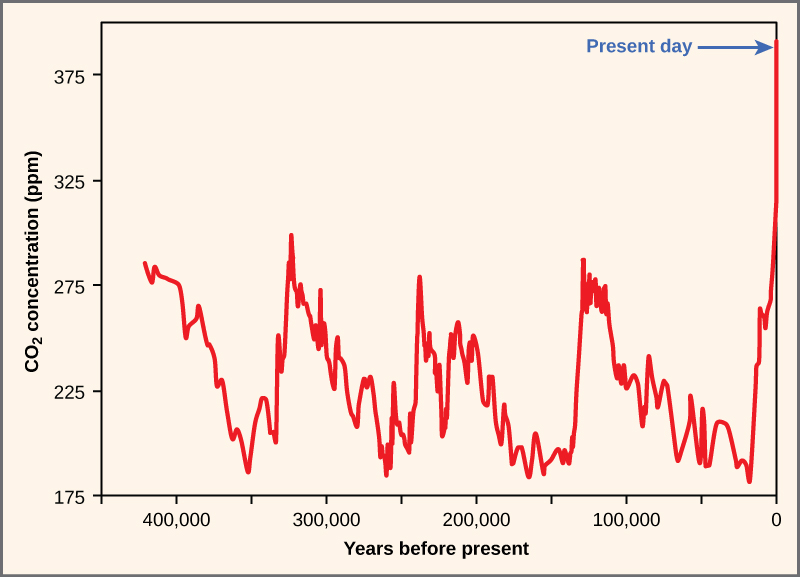 Present day
375
325
275
225
175
CO2 concentration (ppm)
400,000 300,000 200,000 100,000 0
Years before present